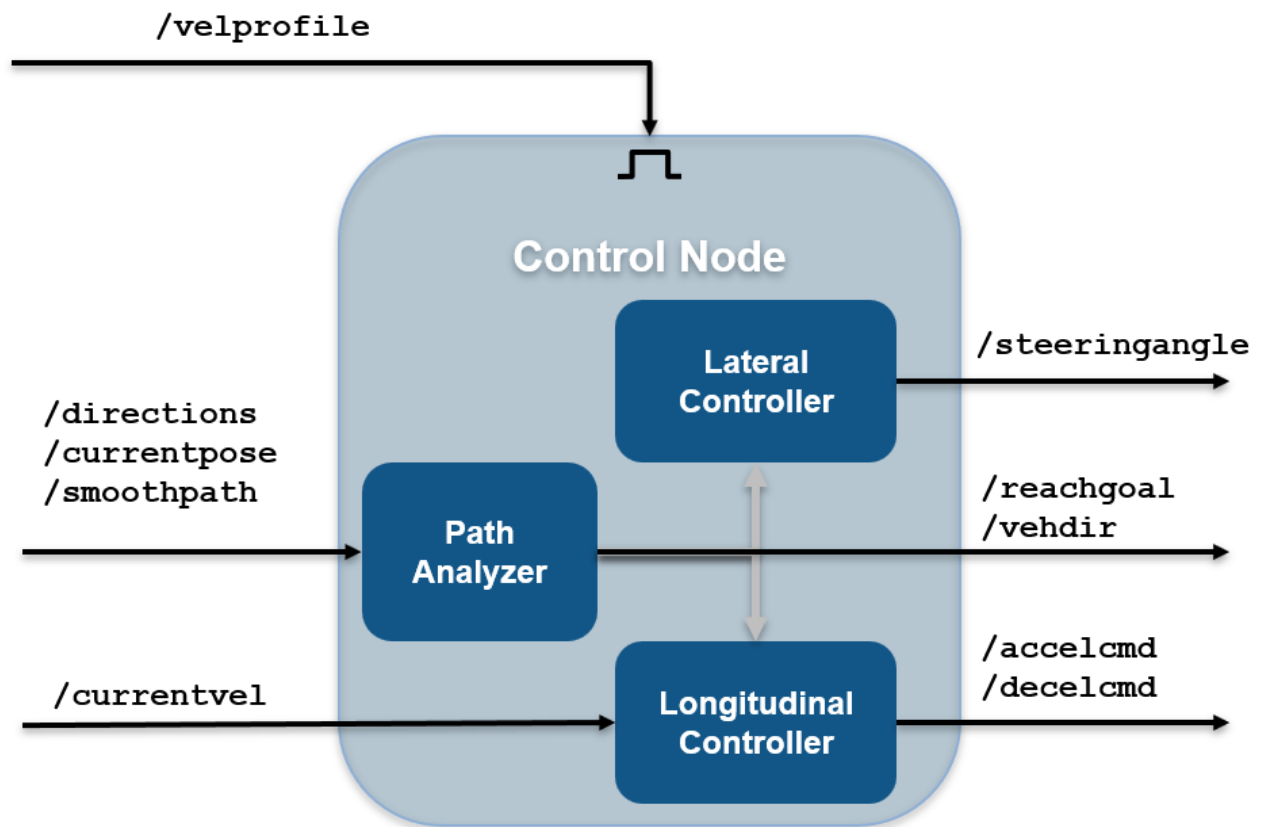 /velprofile
Control Node
Lateral
Controller
/steeringangle
/directions
/currentpose
/smoothpath
Path
Analyzer
/reachgoal
/vehdir
/currentvel
Longitudinal
Controller
/accelcmd
/decelcmd